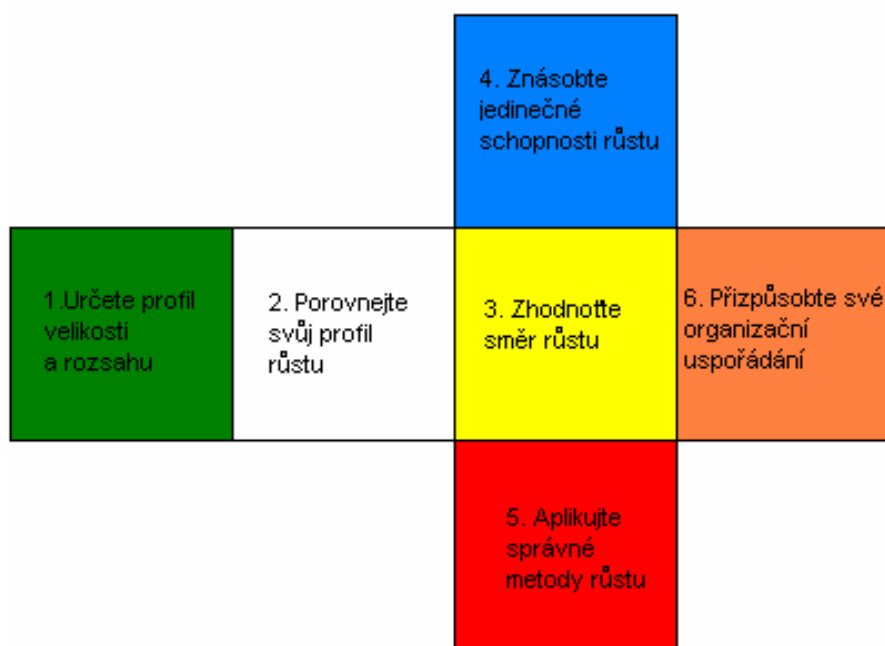 4. Znásobte
jedinečné
schopnosti růstu
1.Určete profil
velikosti
a rozsahu
2. Porovnejte
svůj profil
růstu
3. Zhodnoťte
směr růstu
6. Přizpůsobte své
organizační
uspořádání
5. Aplikujte
správné
metody růstu